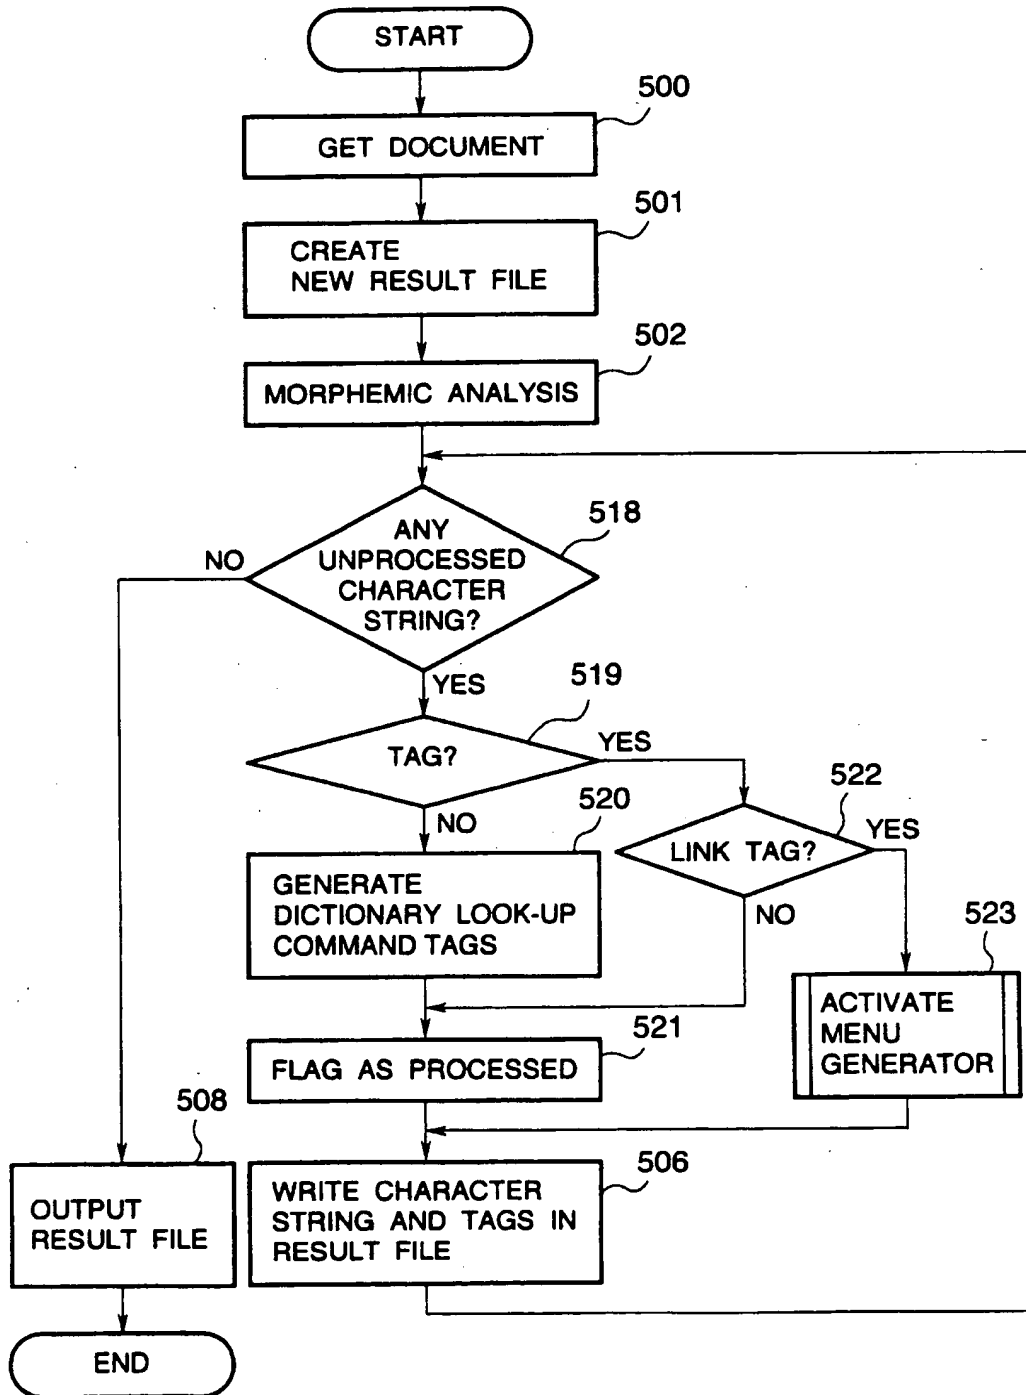 START
500
GET DOCUMENT
501
CREATE
NEW RESULT FILE
502
MORPHEMIC ANALYSIS
518
ANY
UNPROCESSED
CHARACTER
STRING?
NO
YES
519
TAG?
YES
NO
522
LINK TAG?
YES
NO
520
GENERATE
DICTIONARY LOOK-UP
COMMAND TAGS
523
ACTIVATE
MENU
GENERATOR
521
FLAG AS PROCESSED
508
OUTPUT
RESULT FILE
506
WRITE CHARACTER
STRING AND TAGS IN
RESULT FILE
END